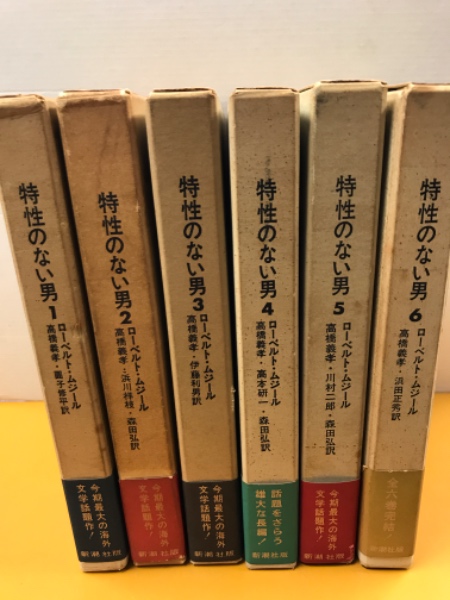 特性のない男 1
ローベルト・ムジール
高橋義孝・圓子修平訳
今期最大の海外
文学話題作!
新潮社版
特性のない男 2
ローベルト・ムジール
高橋義孝・浜川祥枝・森田弘訳
今期最大の海外
文学話題作!
新潮社版
特性のない男 3
ローベルト・ムジール
高橋義孝・伊藤利男訳
今期最大の海外
文学話題作!
新潮社版
特性のない男 4
ローベルト・ムジール
高橋義孝・高本研一・森田弘訳
話題をさらう
雄大な長編!
新潮社版
特性のない男 5
ローベルト・ムジール
高橋義孝・川村二郎・森田弘訳
今期最大の海外
文学話題作!
新潮社版
特性のない男 6
ローベルト・ムジール
高橋義孝・浜田正秀訳
全六巻完結!
新潮社版